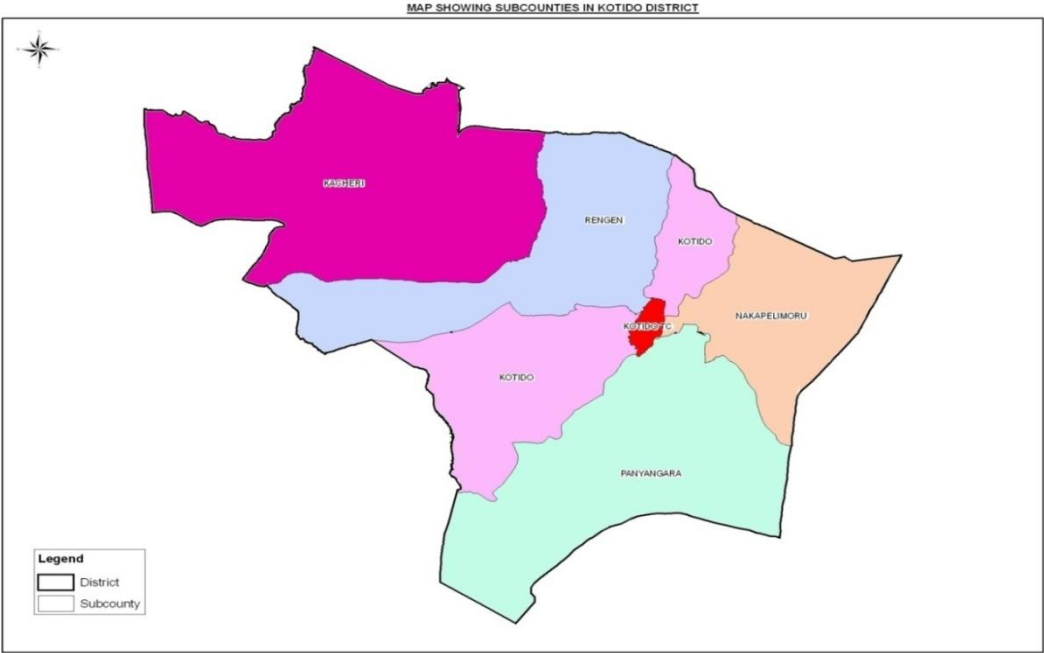 MAP SHOWING SUBCOUNTIES IN KOTIDO DISTRICT
KACHERI
RENGEN
KOTIDO
NAKAPELIMORU
KOTIDO TC
KOTIDO
PANYANGARA
Legend
District
Subcounty